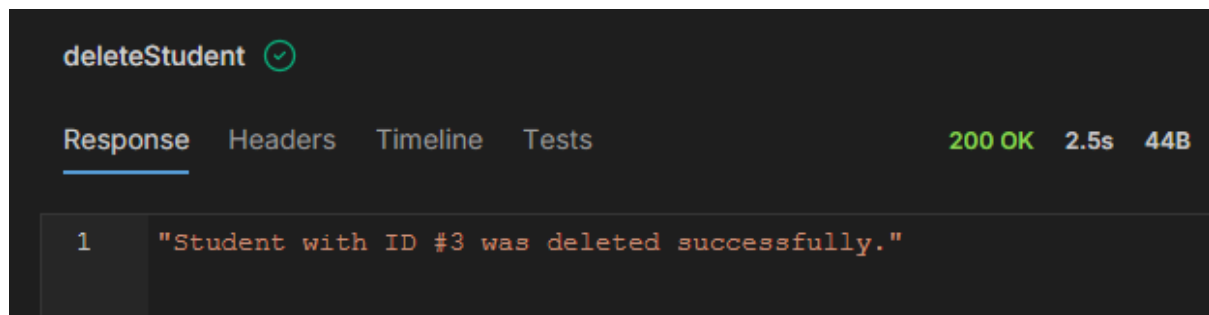 deleteStudent
Response Headers Timeline Tests 200 OK 2.5s 44B
1 "Student with ID #3 was deleted successfully."